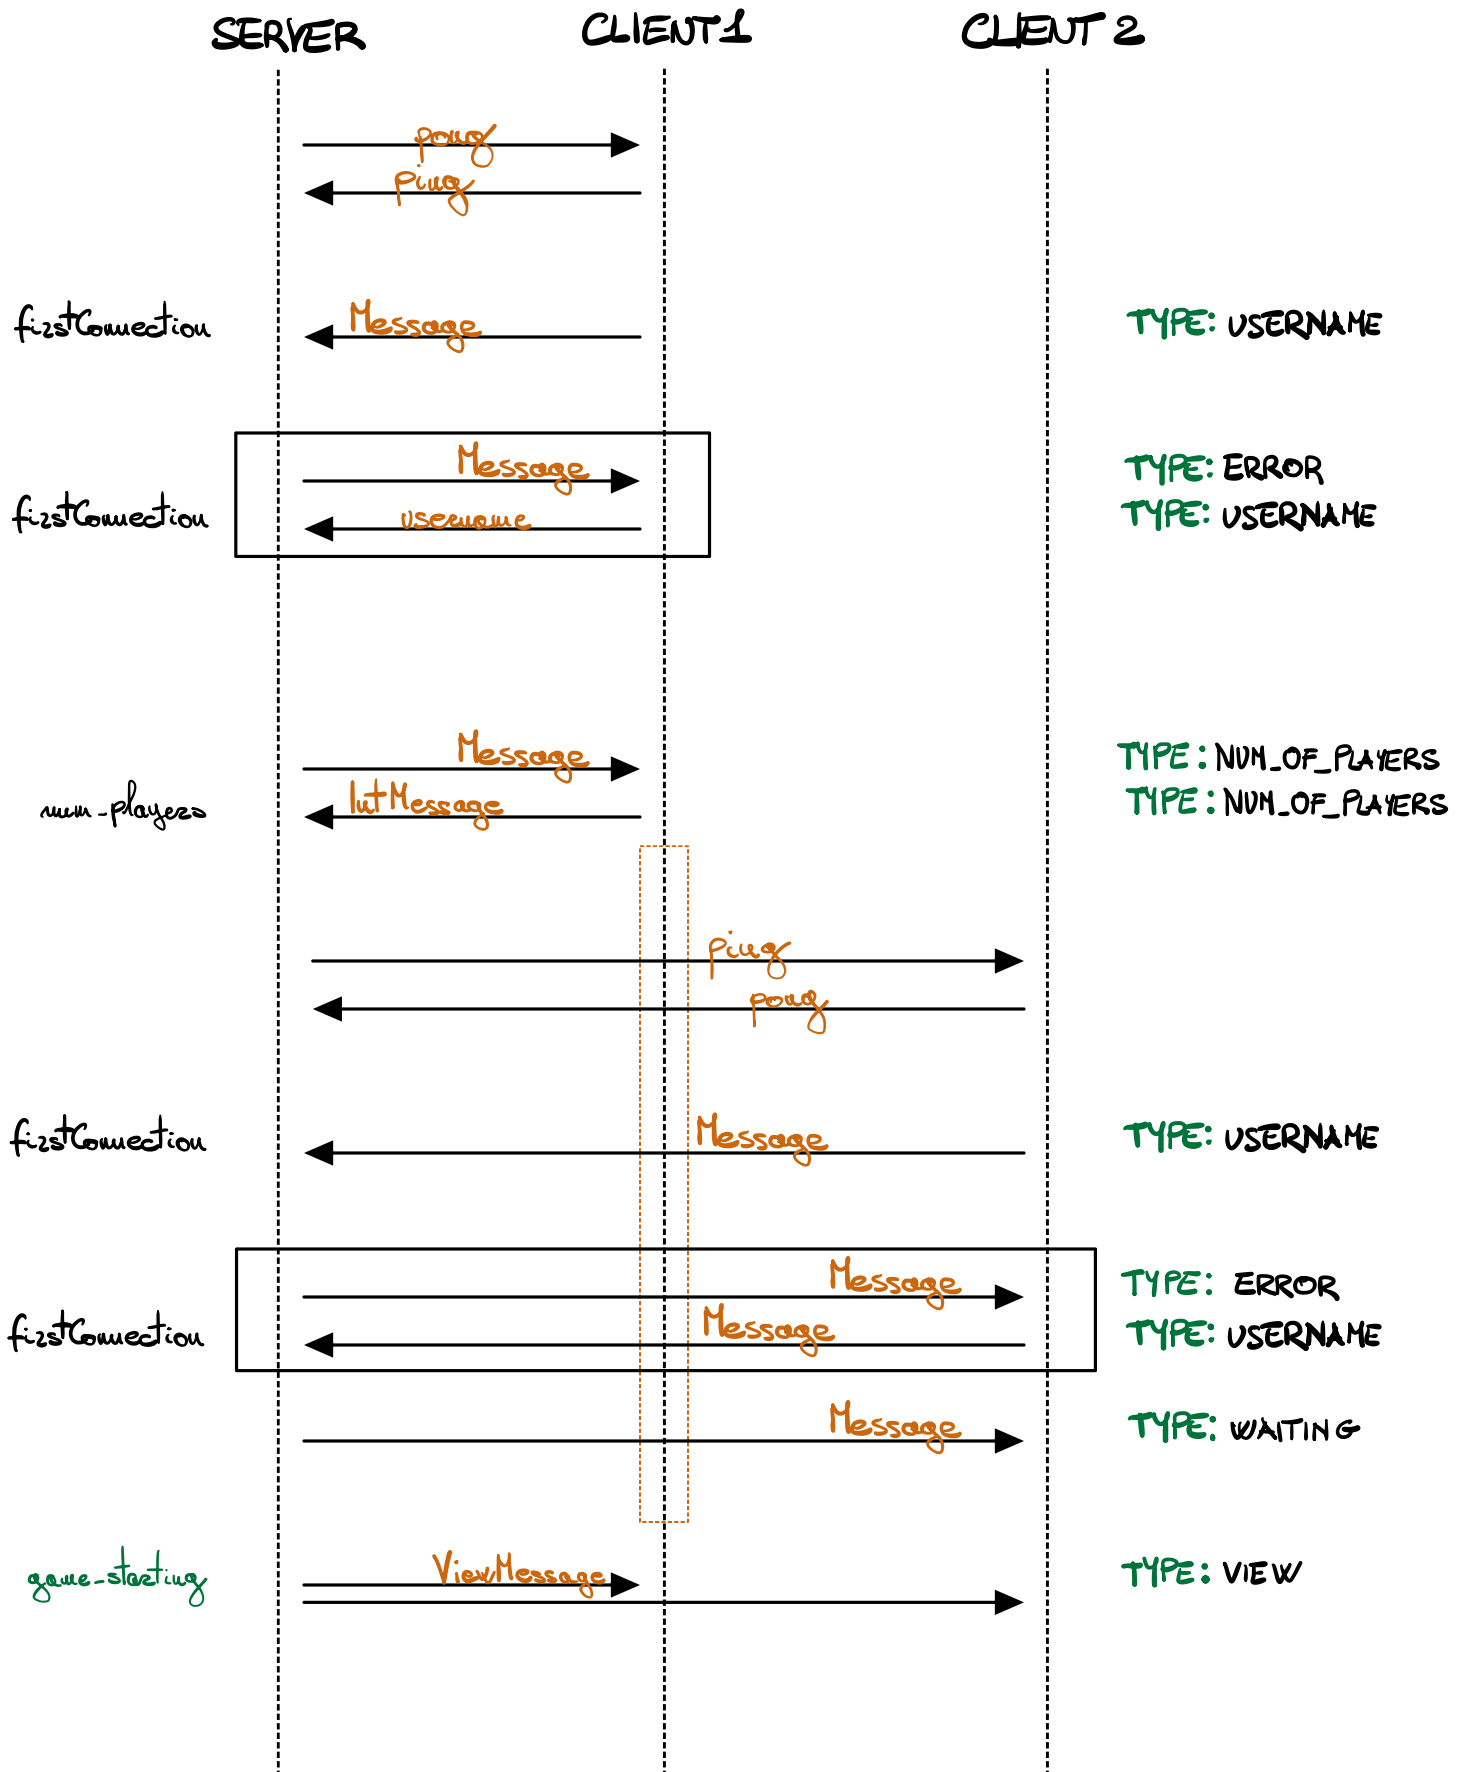 SERVER CLIENT1 CLIENT 2
pong
ping
firstConnection Message TYPE: USERNAME
Message TYPE: ERROR
firstConnection username TYPE: USERNAME
Message TYPE: NUM_OF_PLAYERS
num_players IntMessage TYPE: NUM_OF_PLAYERS
ping
pong
firstConnection Message TYPE: USERNAME
Message TYPE: ERROR
firstConnection Message TYPE: USERNAME
Message TYPE: WAITING
game_starting ViewMessage TYPE: VIEW